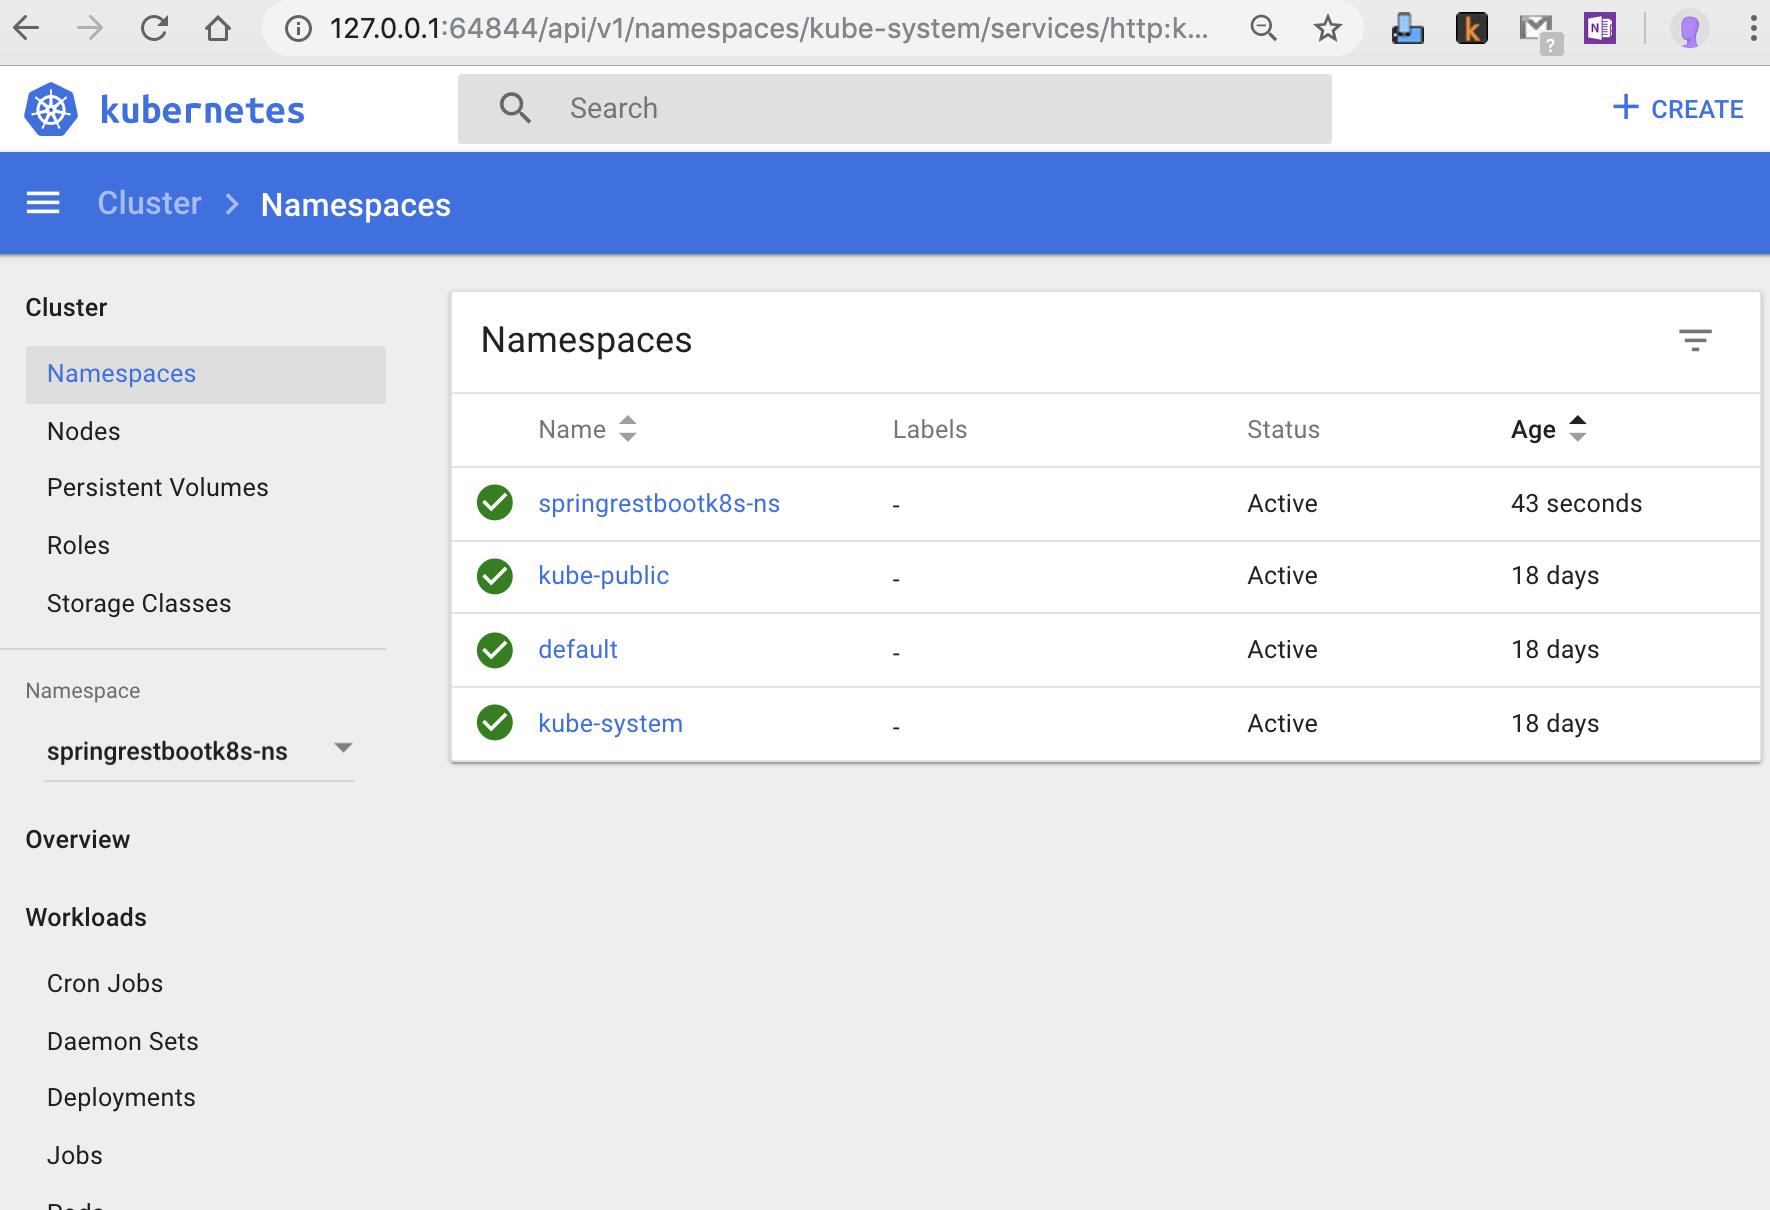 127.0.0.1:64844/api/v1/namespaces/kube-system/services/http:k...
kubernetes
Search
+ CREATE
Cluster > Namespaces
Cluster
Namespaces
Nodes
Persistent Volumes
Roles
Storage Classes
Namespace
springrestbootk8s-ns
Overview
Workloads
Cron Jobs
Daemon Sets
Deployments
Jobs
Namespaces
Name Labels Status Age
springrestbootk8s-ns - Active 43 seconds
kube-public - Active 18 days
default - Active 18 days
kube-system - Active 18 days